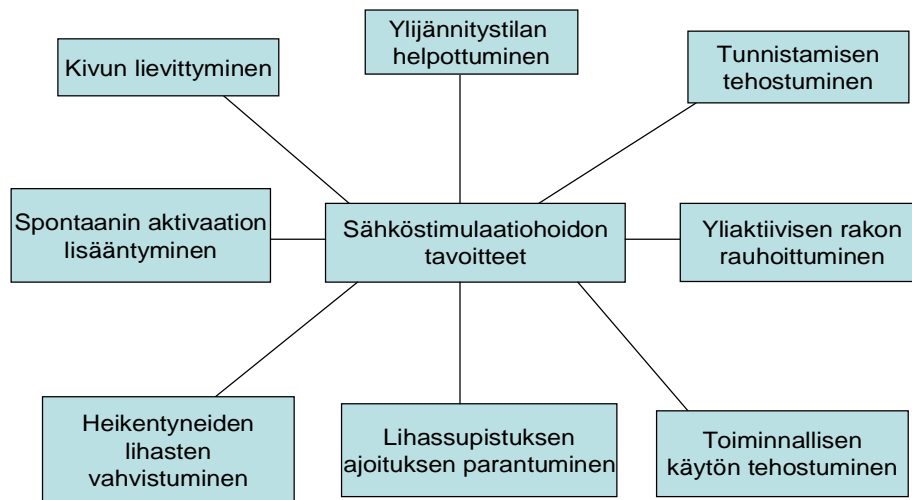 Ylijännitystilan
helpottuminen
Kivun lievittyminen
Tunnistamisen
tehostuminen
Spontaanin aktivaation
lisääntyminen
Sähköstimulaatiohoidon
tavoitteet
Yliaktiivisen rakon
rauhoittuminen
Heikentyneiden
lihasten
vahvistuminen
Lihassupistuksen
ajoituksen parantuminen
Toiminnallisen
käytön tehostuminen